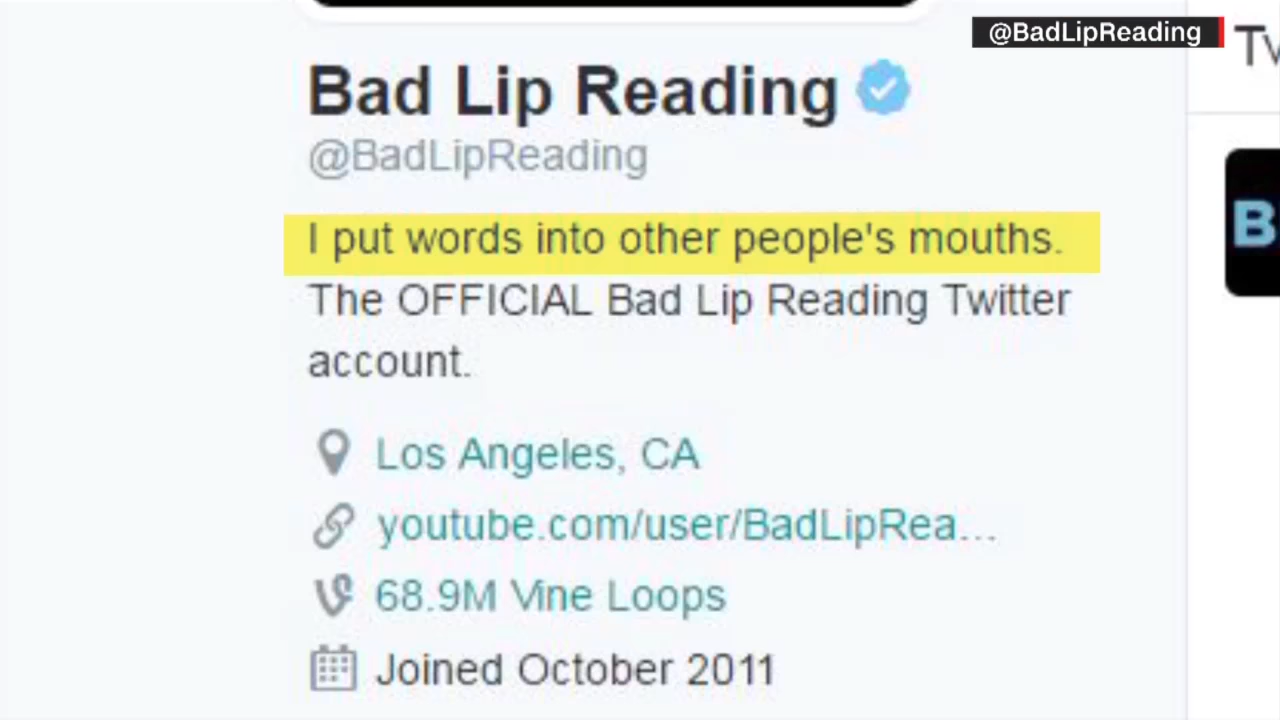 @BadLipReading
Bad Lip Reading
@BadLipReading
I put words into other people's mouths.
The OFFICIAL Bad Lip Reading Twitter
account.
Los Angeles, CA
youtube.com/user/BadLipRea...
68.9M Vine Loops
Joined October 2011